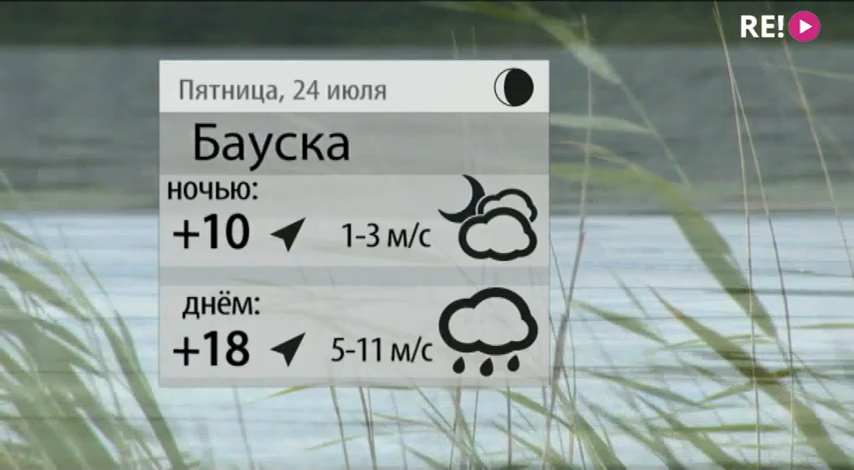 RE!
Пятница, 24 июля
Бауска
ночью:
+10 1-3 м/с
днём:
+18 5-11 м/с